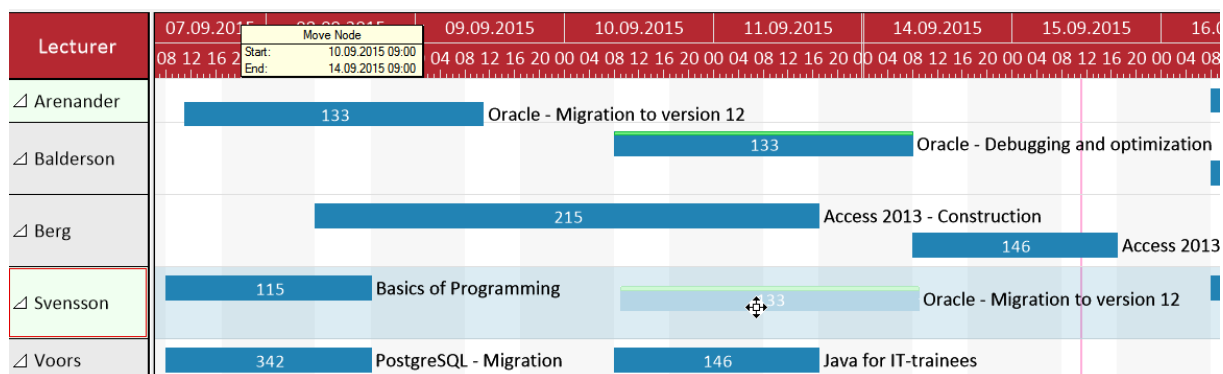 Lecturer
07.09.2015 09.09.2015 10.09.2015 11.09.2015 14.09.2015 15.09.2015
Move Node
Start: 10.09.2015 09:00
End: 14.09.2015 09:00
08 12 16 04 08 12 16 20 00 04 08 12 16 20 00 04 08 12 16 20 00 04 08 12 16 20 00 04 08 12 16 20 00 04 08
Arenander
133 Oracle - Migration to version 12
Balderson
133 Oracle - Debugging and optimization
Berg
215 Access 2013 - Construction
146 Access 2013
Svensson
115 Basics of Programming
133 Oracle - Migration to version 12
Voors
342 PostgreSQL - Migration
146 Java for IT-trainees